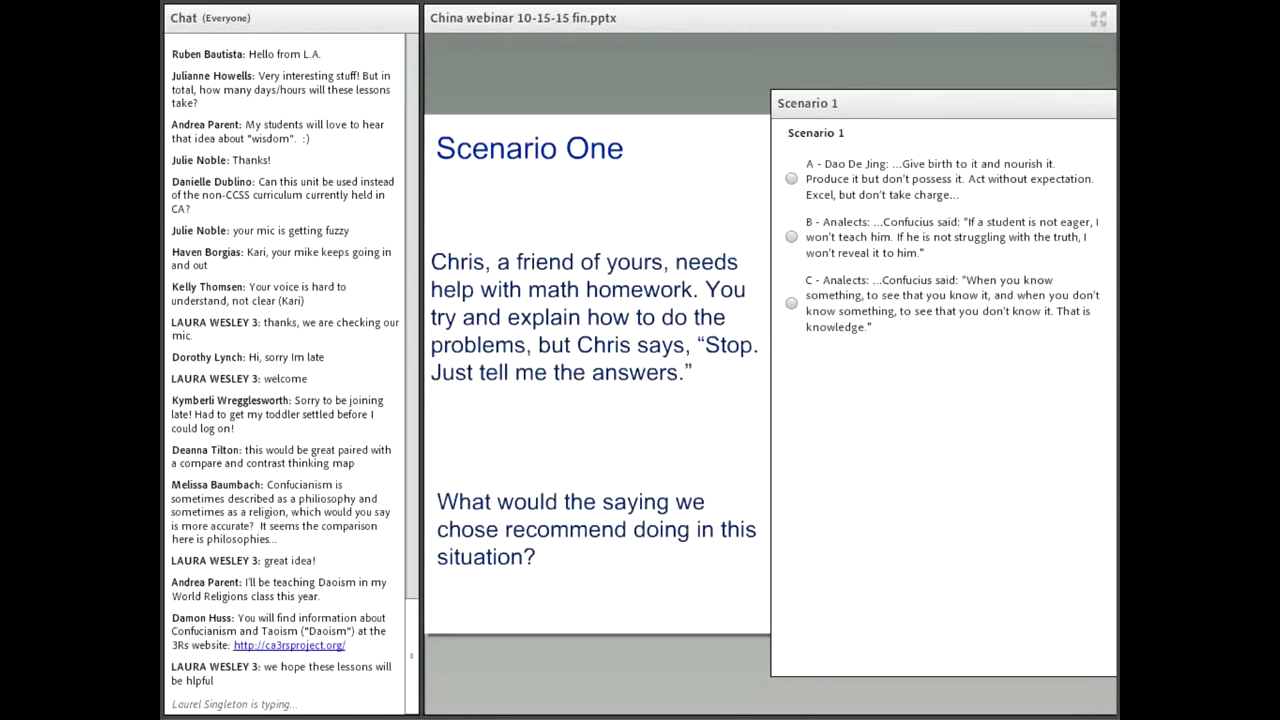 Chat (Everyone)
Ruben Bautista: Hello from L.A.
Julianne Howells: Very interesting stuff! But in
total, how many days/hours will these lessons
take?
Andrea Parent: My students will love to hear
that idea about "wisdom". :)
Julie Noble: Thanks!
Danielle Dublino: Can this unit be used instead
of the non-CCSS curriculum currently held in
CA?
Julie Noble: your mic is getting fuzzy
Haven Borgias: Kari, your mike keeps going in
and out
Kelly Thomsen: Your voice is hard to
understand, not clear (Kari)
LAURA WESLEY 3: thanks, we are checking our
mic.
Dorothy Lynch: Hi, sorry Im late
LAURA WESLEY 3: welcome
Kymberli Wregglesworth: Sorry to be joining
late! Had to get my toddler settled before I
could log on!
Deanna Tilton: this would be great paired with
a compare and contrast thinking map
Melissa Baumbach: Confucianism is
sometimes described as a philiosophy and
sometimes as a religion, which would you say
is more accurate? It seems the comparison
here is philosophies...
LAURA WESLEY 3: great idea!
Andrea Parent: I'll be teaching Daoism in my
World Religions class this year.
Damon Huss: You will find information about
Confucianism and Taoism ("Daoism") at the
3Rs website: http://ca3rsproject.org/
LAURA WESLEY 3: we hope these lessons will
be hlpful
Laurel Singleton is typing...
China webinar 10-15-15 fin.pptx
Scenario One
Chris, a friend of yours, needs
help with math homework. You
try and explain how to do the
problems, but Chris says, “Stop.
Just tell me the answers.”
What would the saying we
chose recommend doing in this
situation?
Scenario 1
Scenario 1
A - Dao De Jing: ...Give birth to it and nourish it.
Produce it but don’t possess it. Act without expectation.
Excel, but don’t take charge...
B - Analects: ...Confucius said: “If a student is not eager, I
won’t teach him. If he is not struggling with the truth, I
won’t reveal it to him.”
C - Analects: ...Confucius said: “When you know
something, to see that you know it, and when you don’t
know something, to see that you don’t know it. That is
knowledge.”